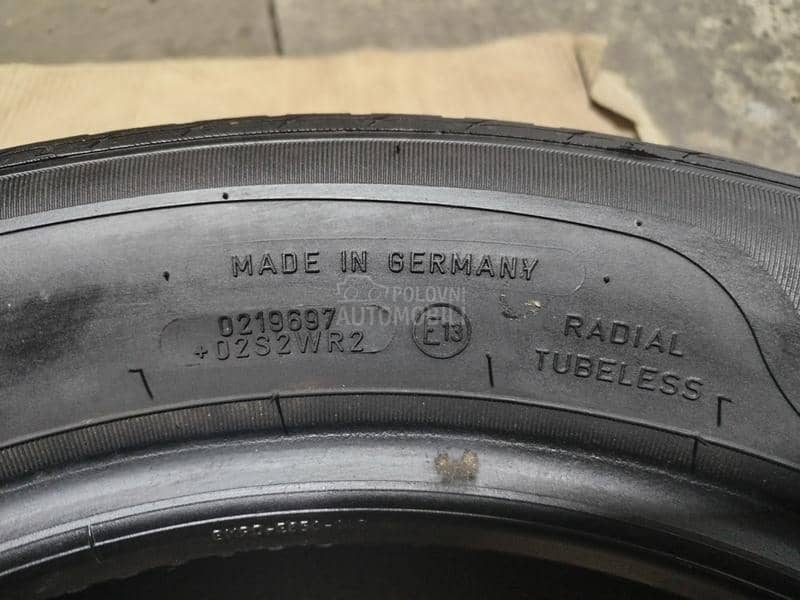 MADE IN GERMANY
POLOVNI
AUTOMOBILI
0219697
+02S2WR2
E13
RADIAL
TUBELESS